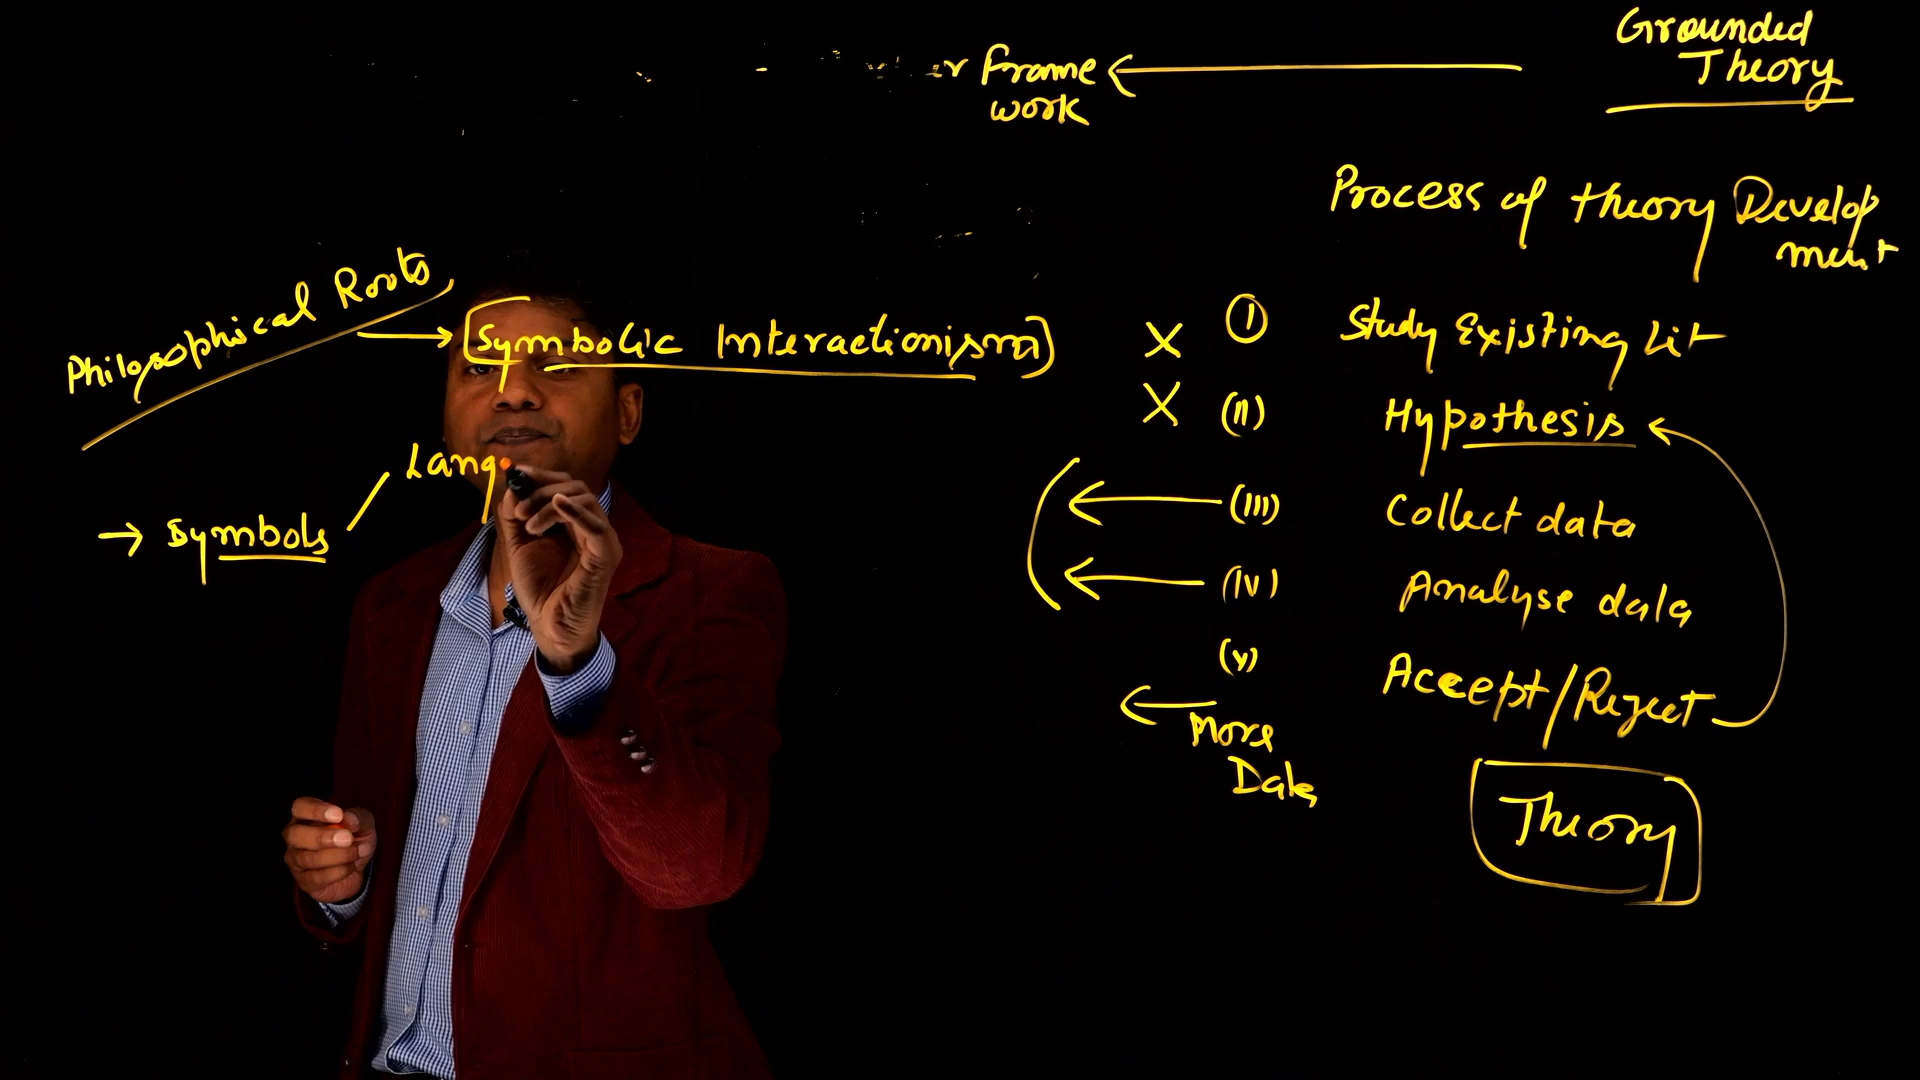 Grounded
Theory
r Frame
work
Process of theory Develop
ment
Philosophical Roots
→ [Symbolic Interactionism)
X (I) Study Existing Lit
X (II) Hypothesis
Lang
→ Symbols
(III) Collect data
(IV) Analyse data
(V) Accept/Reject
More
Data
Theory